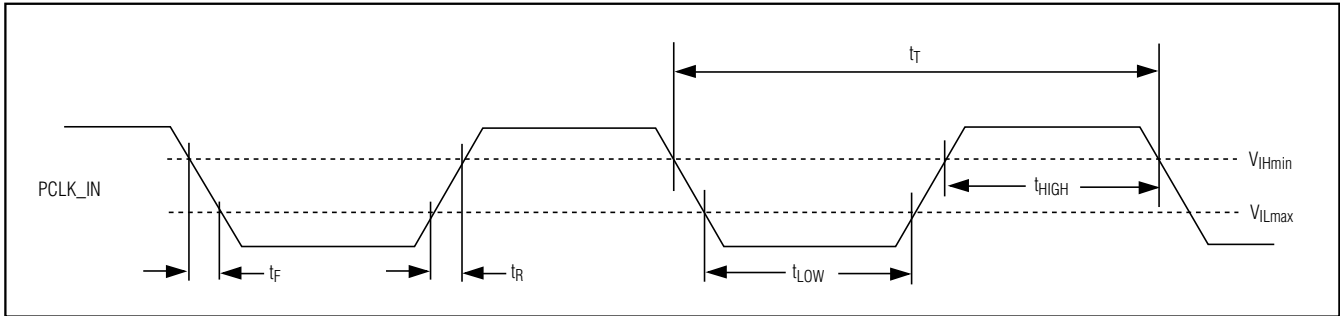 tT
VIHmin
PCLK_IN
tHIGH
VILmax
tF
tR
tLOW